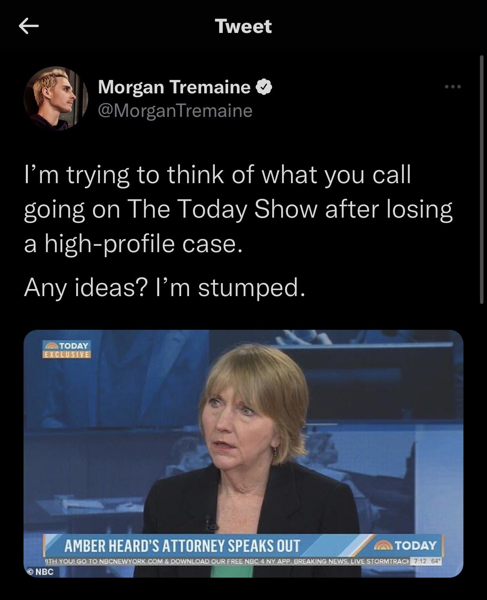 Tweet
Morgan Tremaine
@MorganTremaine
I'm trying to think of what you call
going on The Today Show after losing
a high-profile case.
Any ideas? I'm stumped.
TODAY
EXCLUSIVE
AMBER HEARD'S ATTORNEY SPEAKS OUT
TODAY
YOU! GO TO NBCNEWYORK.COM & DOWNLOAD OUR FREE NBC 4 NY APP. BREAKING NEWS, LIVE STORMTRACK 7:12 64°
© NBC